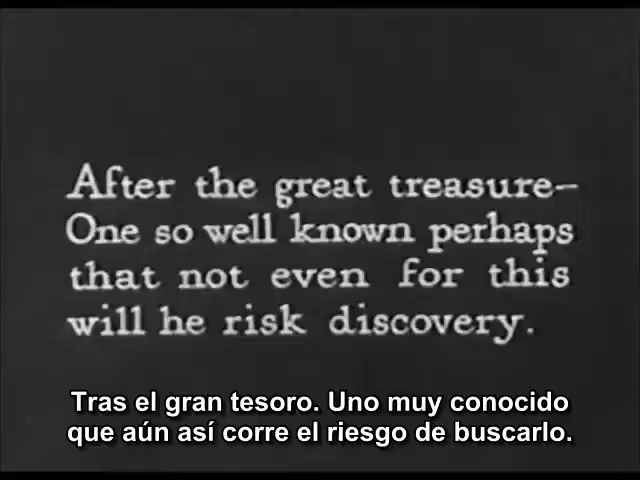 After the great treasure–
One so well known perhaps
that not even for this
will he risk discovery.
Tras el gran tesoro. Uno muy conocido
que aún así corre el riesgo de buscarlo.